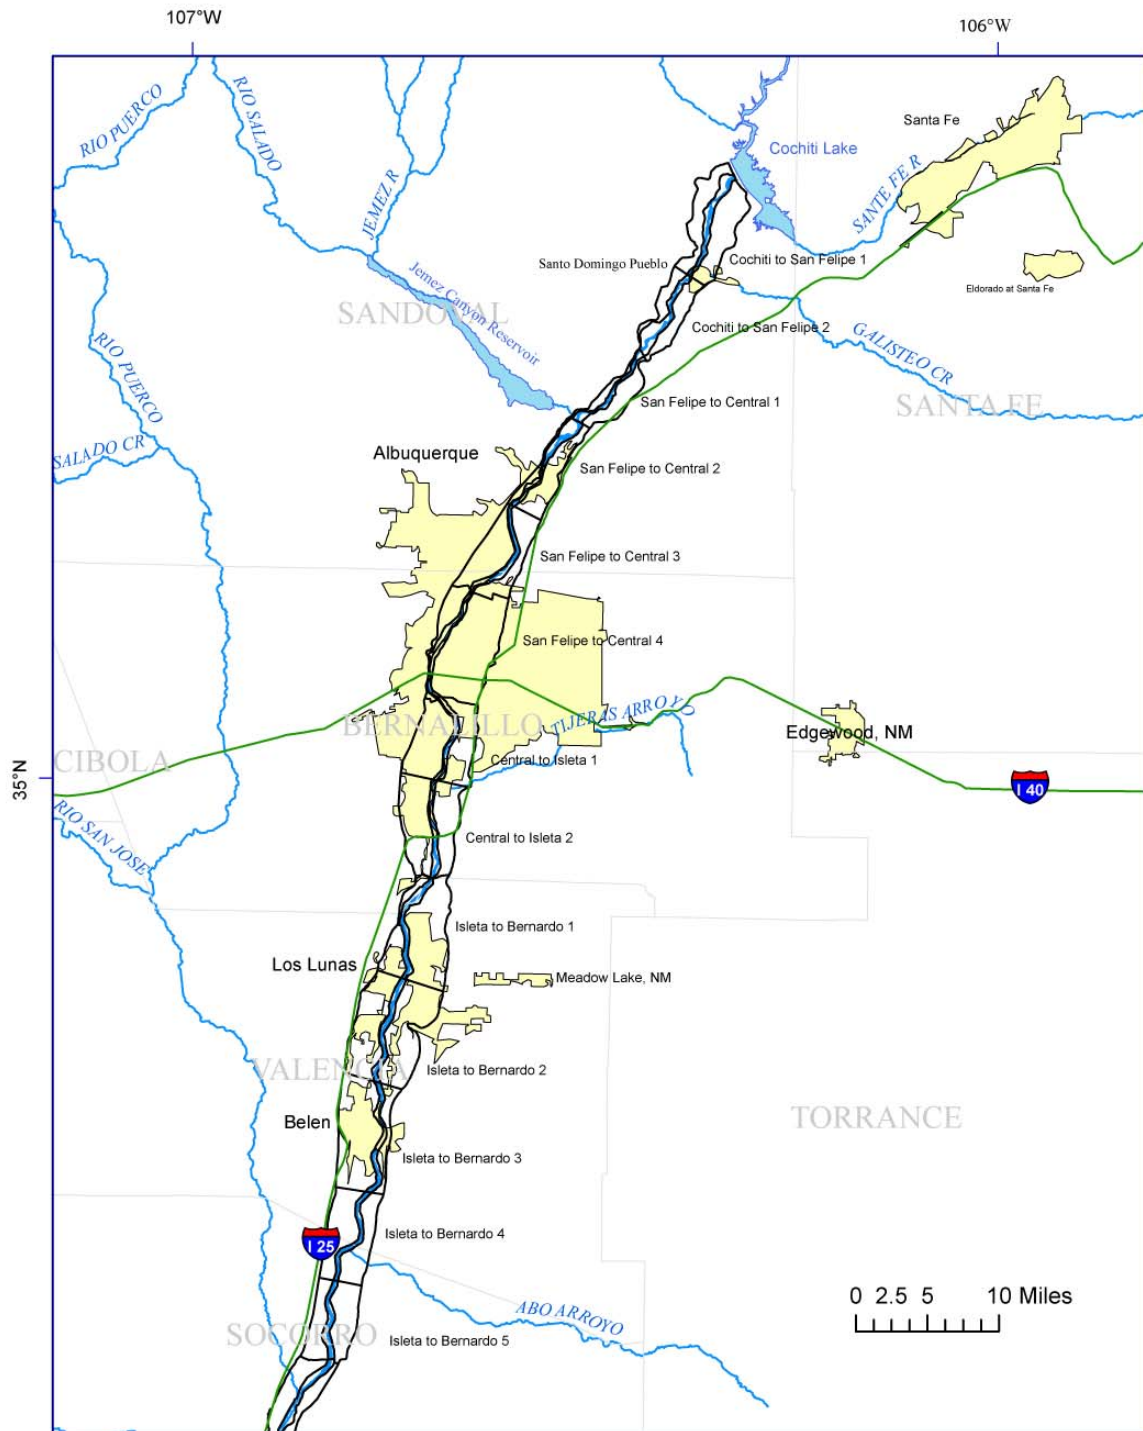 107°W
106°W
RIO PUERCO
RIO SALADO
JEMEZ R
Santa Fe
Cochiti Lake
SANTE FE R
Santo Domingo Pueblo
Cochiti to San Felipe 1
Jemez Canyon Reservoir
Eldorado at Santa Fe
SANDOVAL
Cochiti to San Felipe 2
GALISTEO CR
RIO PUERCO
San Felipe to Central 1
SANTA FE
SALADO CR
Albuquerque
San Felipe to Central 2
San Felipe to Central 3
San Felipe to Central 4
TIJERAS ARROYO
BERNALILLO
Edgewood, NM
CIBOLA
Central to Isleta 1
35°N
I 40
RIO SAN JOSE
Central to Isleta 2
Isleta to Bernardo 1
Los Lunas
Meadow Lake, NM
VALENCIA
Isleta to Bernardo 2
Belen
TORRANCE
Isleta to Bernardo 3
Isleta to Bernardo 4
I 25
0 2.5 5 10 Miles
ABO ARROYO
SOCORRO
Isleta to Bernardo 5